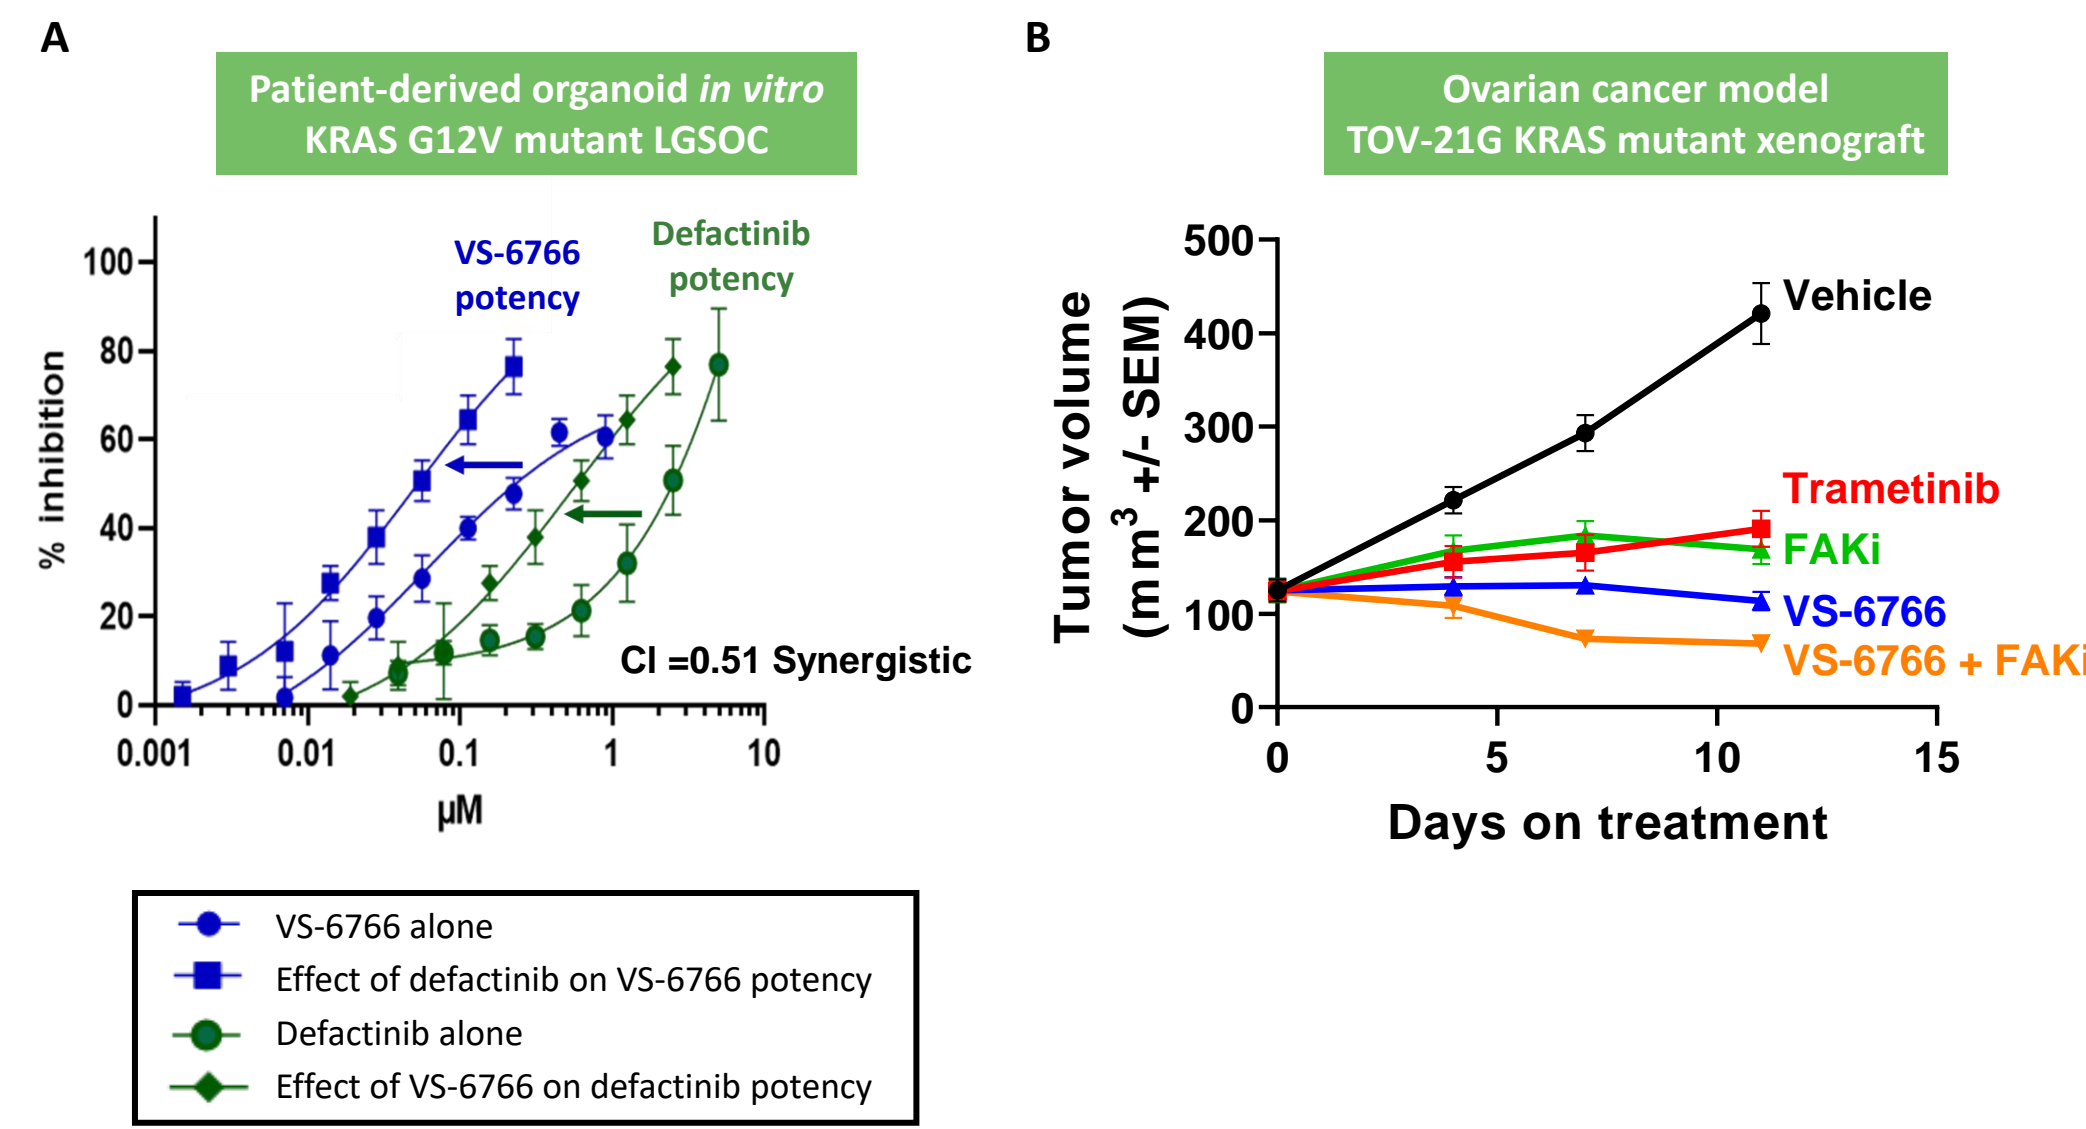 A
Patient-derived organoid in vitro
KRAS G12V mutant LGSOC
VS-6766
potency
Defactinib
potency
% inhibition
100
80
60
40
20
0
CI =0.51 Synergistic
0.001
0.01
0.1
1
10
µM
VS-6766 alone
Effect of defactinib on VS-6766 potency
Defactinib alone
Effect of VS-6766 on defactinib potency
B
Ovarian cancer model
TOV-21G KRAS mutant xenograft
Tumor volume
(mm³ +/- SEM)
500
400
300
200
100
0
Vehicle
Trametinib
FAKi
VS-6766
VS-6766 + FAKi
0
5
10
15
Days on treatment